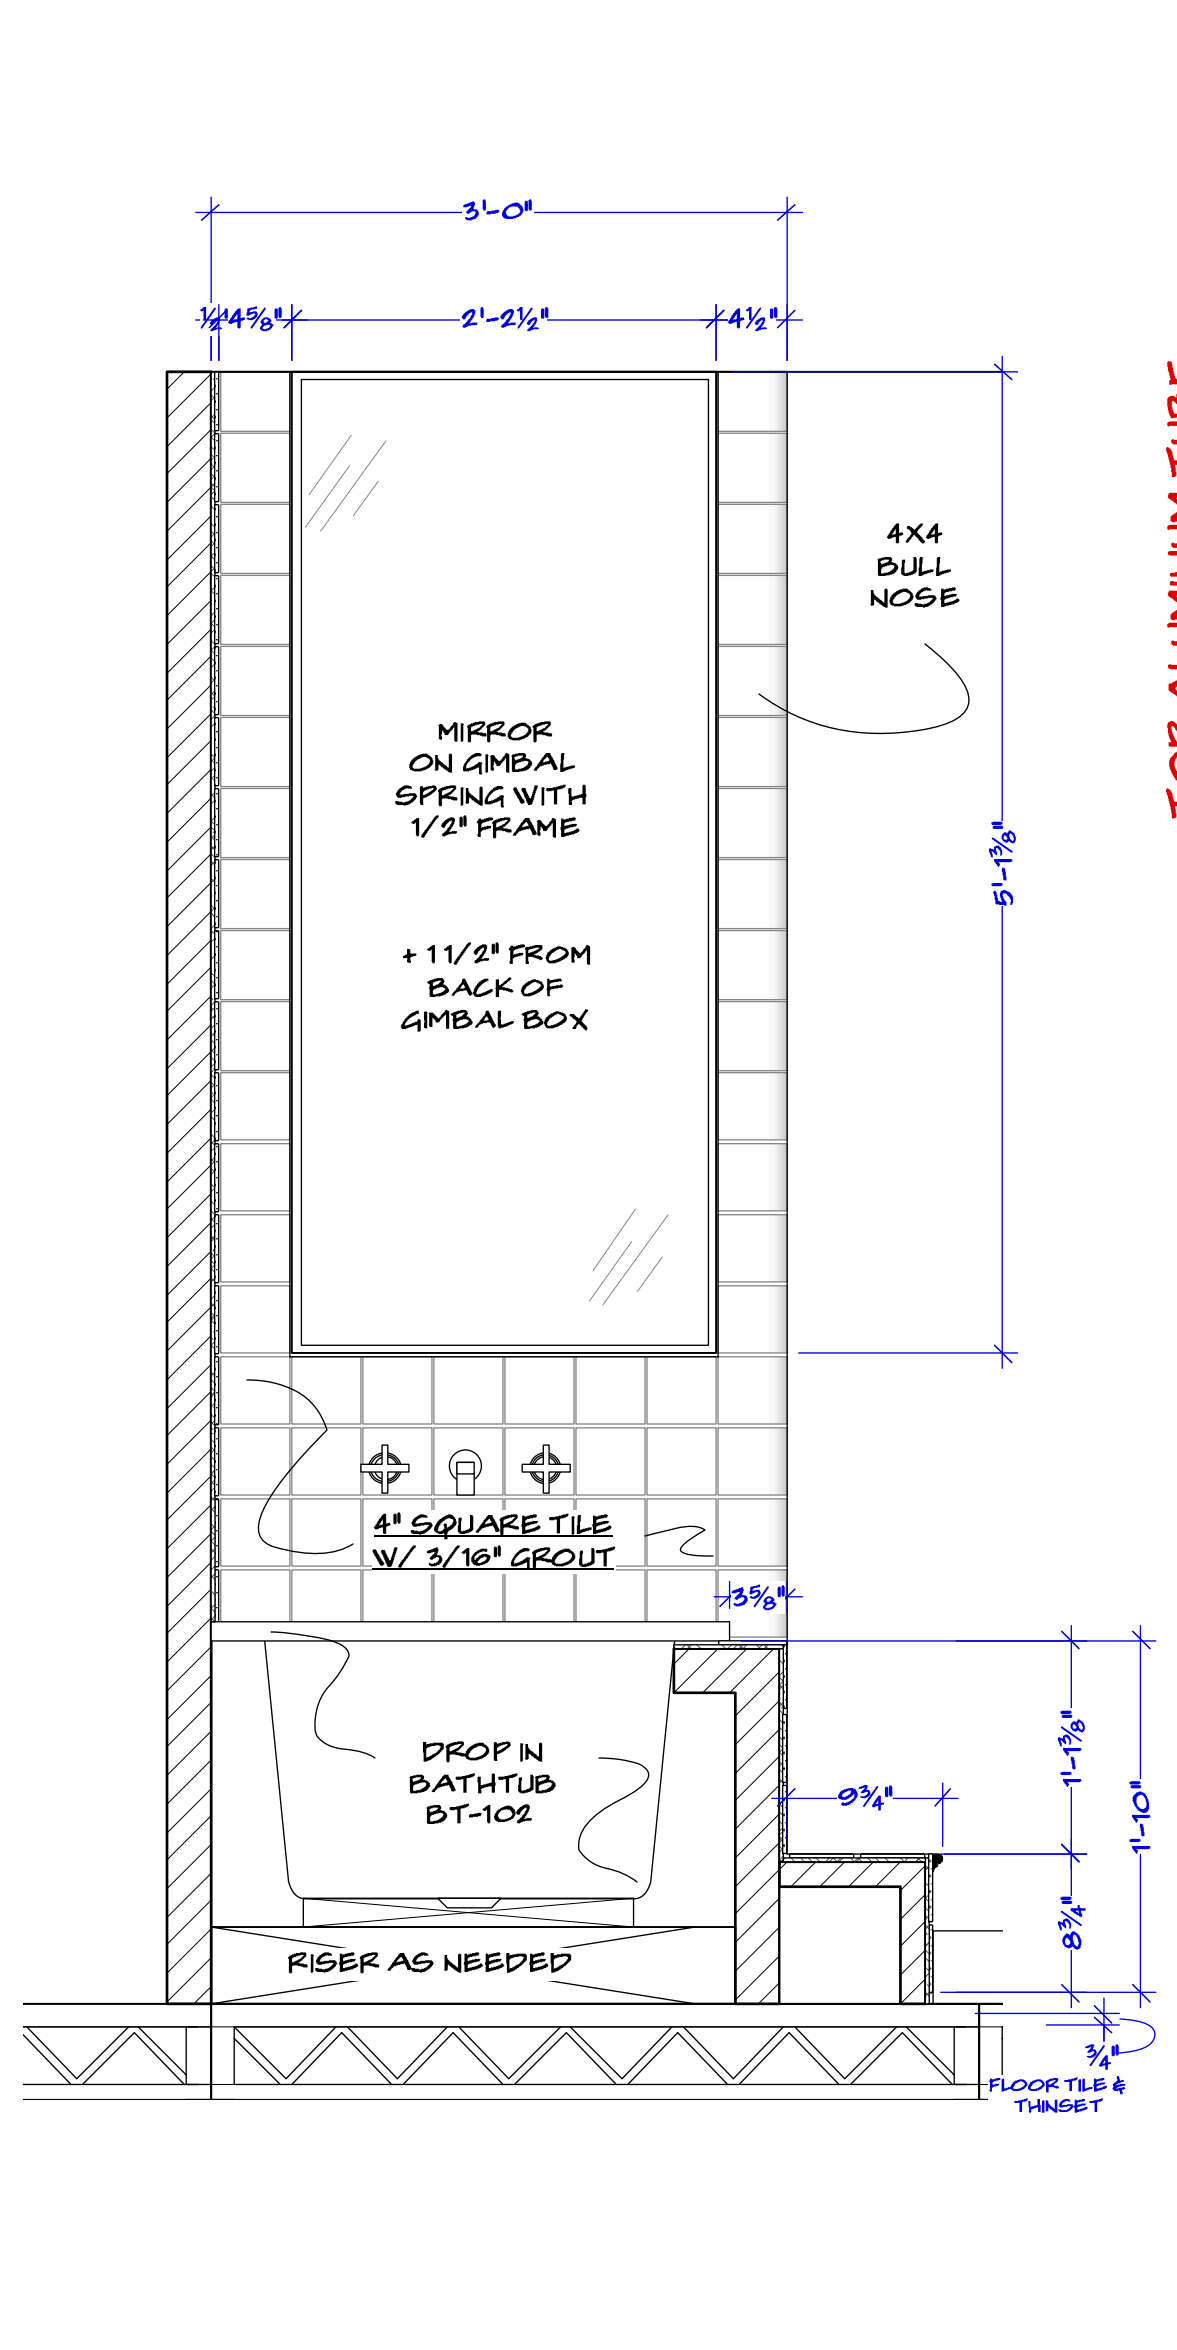 3'-0"
½" 4⅝" 2'-2½" 4½"
4X4
BULL
NOSE
MIRROR
ON GIMBAL
SPRING WITH
1/2" FRAME
5'-1⅜"
+ 1 1/2" FROM
BACK OF
GIMBAL BOX
4" SQUARE TILE
W/ 3/16" GROUT
3⅝"
DROP IN
BATHTUB
BT-102
1'-1⅜"
9¾"
1'-10"
8¾"
RISER AS NEEDED
¾"
FLOOR TILE &
THINSET